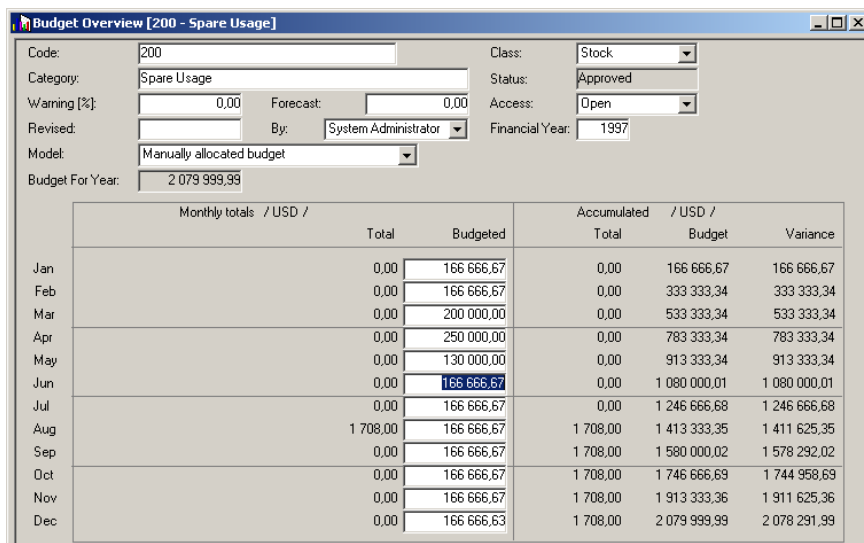 Budget Overview [200 - Spare Usage]
Code: 200 Class: Stock
Category: Spare Usage Status: Approved
Warning [%]: 0,00 Forecast: 0,00 Access: Open
Revised: By: System Administrator Financial Year: 1997
Model: Manually allocated budget
Budget For Year: 2 079 999,99
Monthly totals / USD / Accumulated / USD /
Total Budgeted Total Budget Variance
Jan 0,00 166 666,67 0,00 166 666,67 166 666,67
Feb 0,00 166 666,67 0,00 333 333,34 333 333,34
Mar 0,00 200 000,00 0,00 533 333,34 533 333,34
Apr 0,00 250 000,00 0,00 783 333,34 783 333,34
May 0,00 130 000,00 0,00 913 333,34 913 333,34
Jun 0,00 166 666,67 0,00 1 080 000,01 1 080 000,01
Jul 0,00 166 666,67 0,00 1 246 666,68 1 246 666,68
Aug 1 708,00 166 666,67 1 708,00 1 413 333,35 1 411 625,35
Sep 0,00 166 666,67 1 708,00 1 580 000,02 1 578 292,02
Oct 0,00 166 666,67 1 708,00 1 746 666,69 1 744 958,69
Nov 0,00 166 666,67 1 708,00 1 913 333,36 1 911 625,36
Dec 0,00 166 666,63 1 708,00 2 079 999,99 2 078 291,99